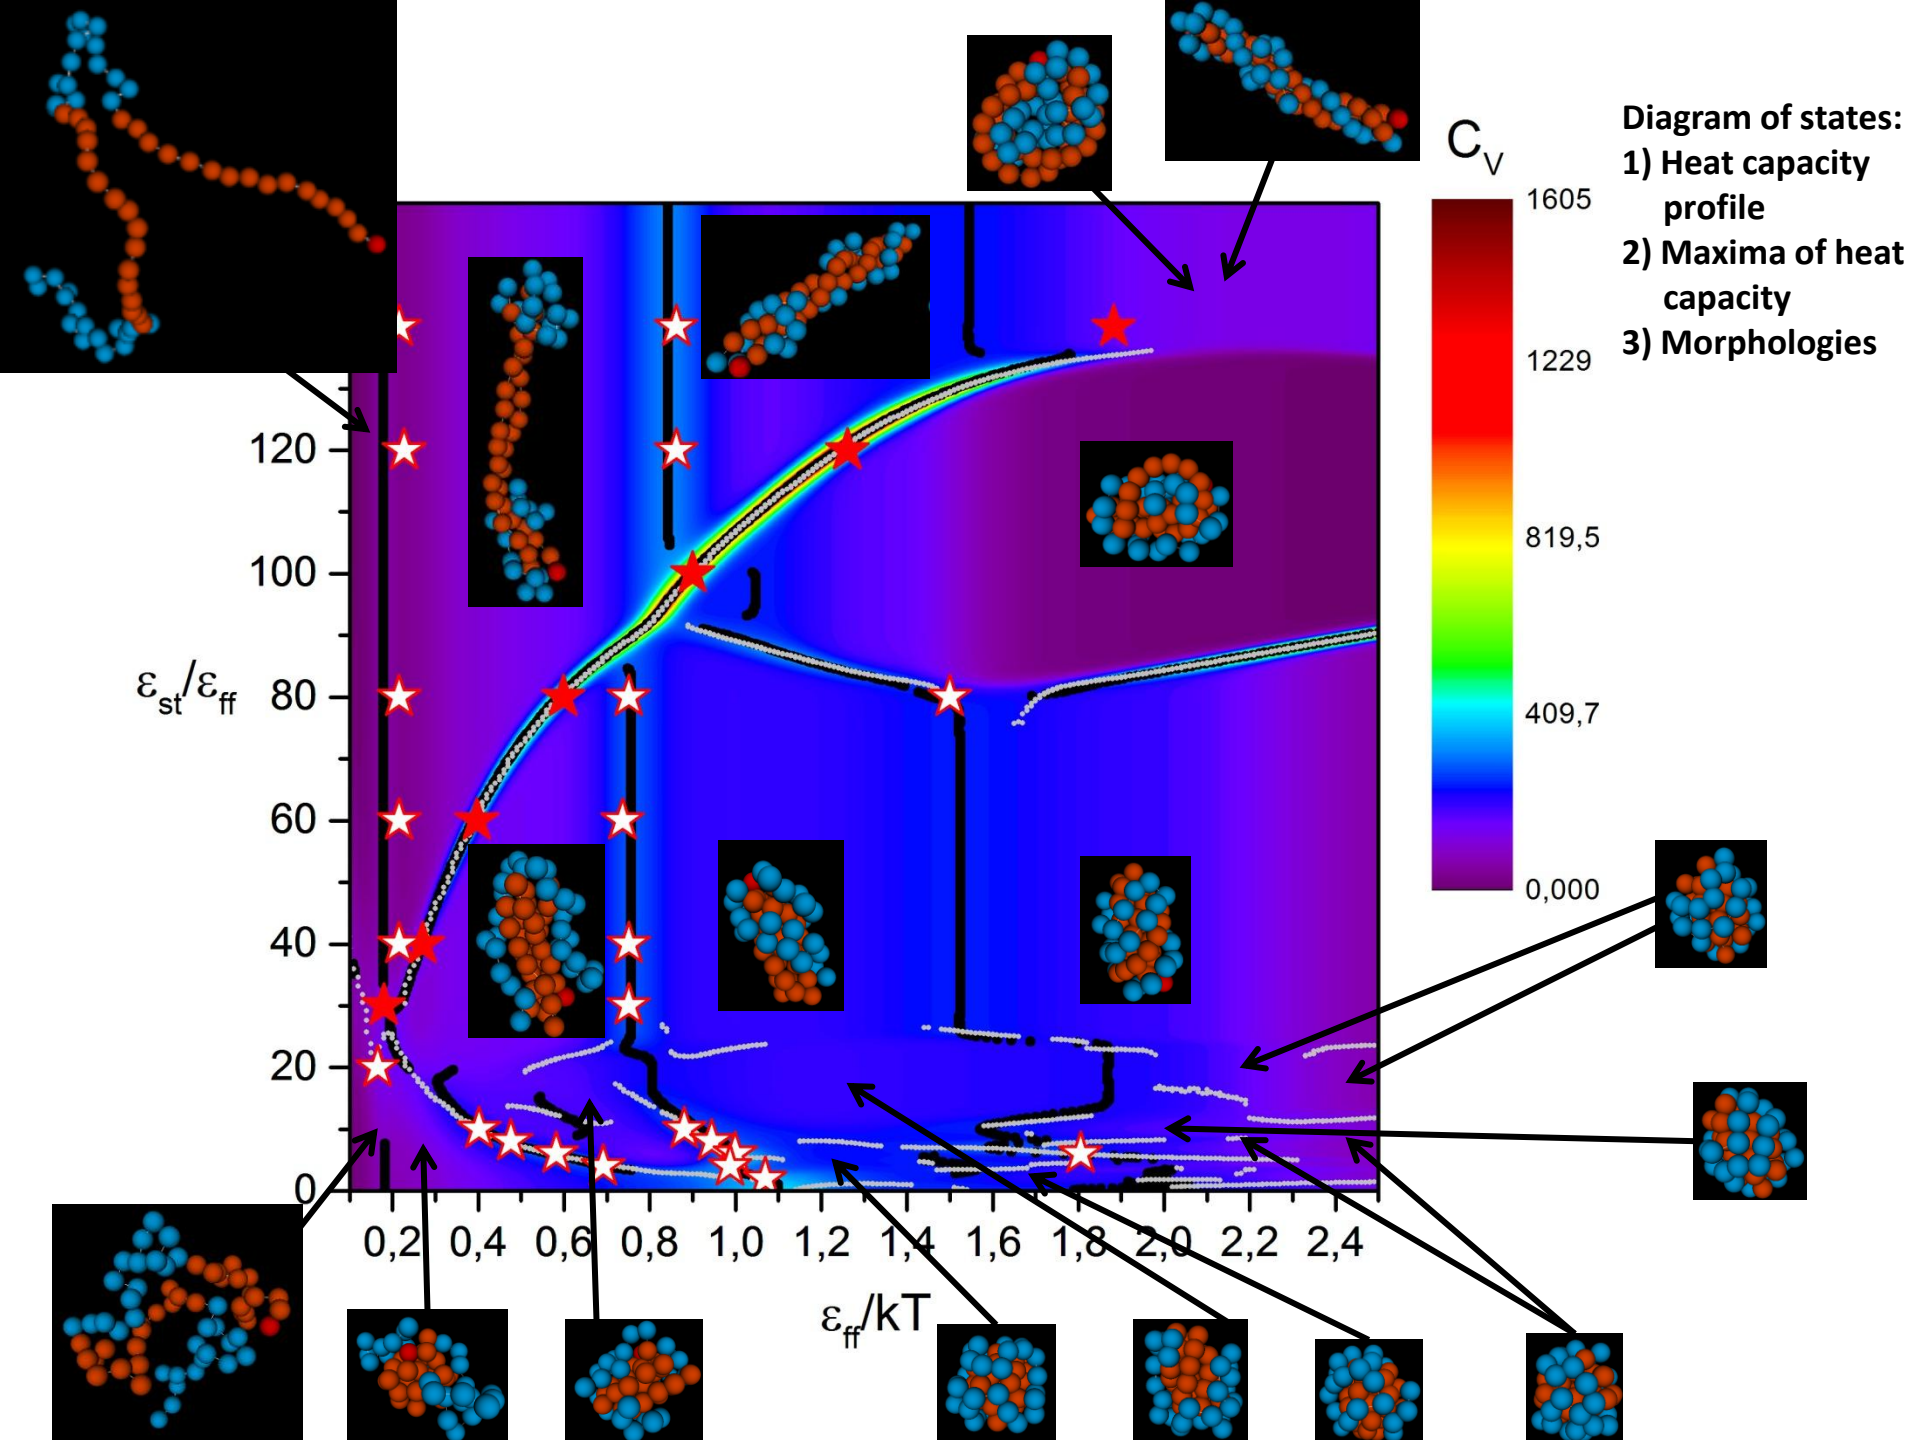 Diagram of states:
1) Heat capacity
profile
2) Maxima of heat
capacity
3) Morphologies
C_V
1605
1229
819,5
409,7
0,000
ε_st/ε_ff
120
100
80
60
40
20
0
0,2 0,4 0,6 0,8 1,0 1,2 1,4 1,6 1,8 2,0 2,2 2,4
ε_ff/kT